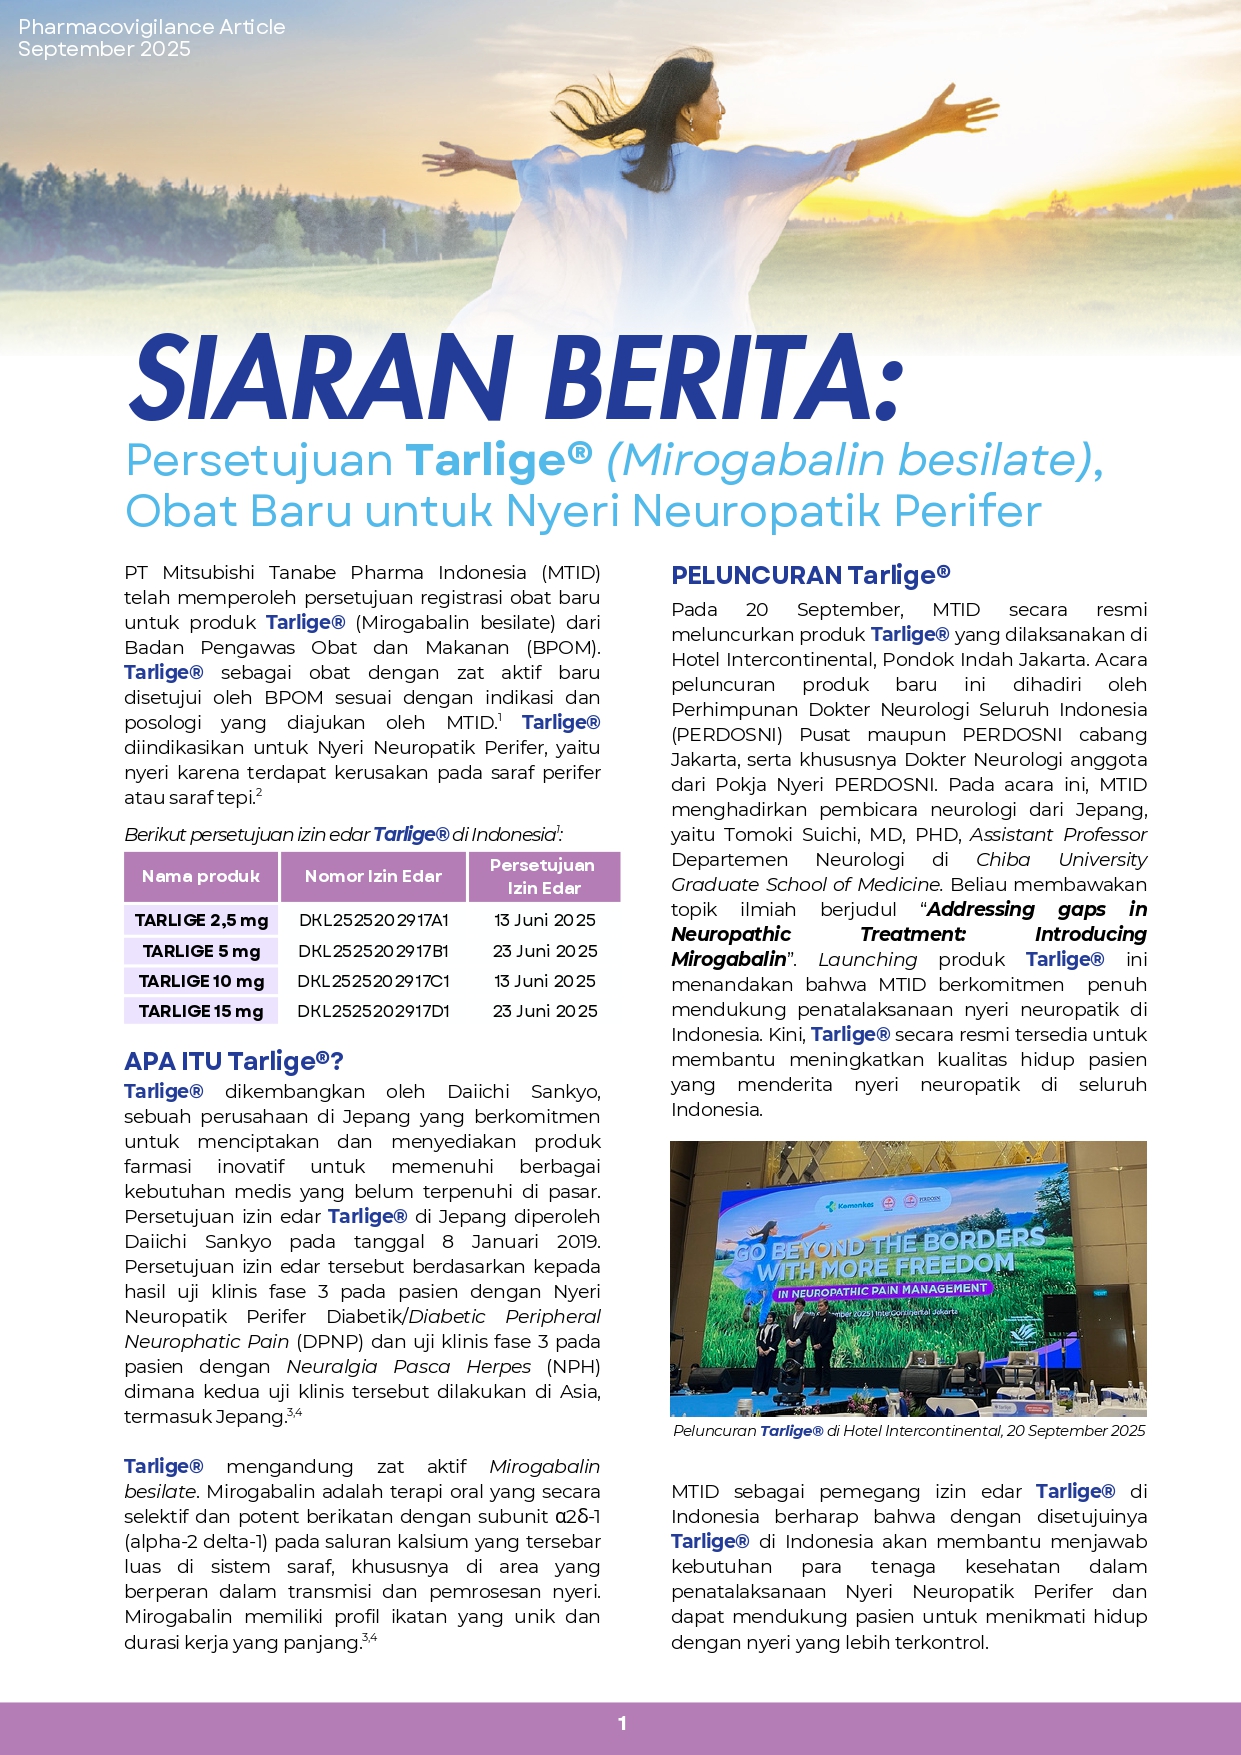 Pharmacovigilance Article
September 2025
SIARAN BERITA:
Persetujuan Tarlige® (Mirogabalin besilate),
Obat Baru untuk Nyeri Neuropatik Perifer
PT Mitsubishi Tanabe Pharma Indonesia (MTID)
telah memperoleh persetujuan registrasi obat baru
untuk produk Tarlige® (Mirogabalin besilate) dari
Badan Pengawas Obat dan Makanan (BPOM).
Tarlige® sebagai obat dengan zat aktif baru
disetujui oleh BPOM sesuai dengan indikasi dan
posologi yang diajukan oleh MTID.¹ Tarlige®
diindikasikan untuk Nyeri Neuropatik Perifer, yaitu
nyeri karena terdapat kerusakan pada saraf perifer
atau saraf tepi.²
Berikut persetujuan izin edar Tarlige® di Indonesia¹:
Nama produk Nomor Izin Edar Persetujuan Izin Edar
TARLIGE 2,5 mg DKL2525202917A1 13 Juni 2025
TARLIGE 5 mg DKL2525202917B1 23 Juni 2025
TARLIGE 10 mg DKL2525202917C1 13 Juni 2025
TARLIGE 15 mg DKL2525202917D1 23 Juni 2025
APA ITU Tarlige®?
Tarlige® dikembangkan oleh Daiichi Sankyo,
sebuah perusahaan di Jepang yang berkomitmen
untuk menciptakan dan menyediakan produk
farmasi inovatif untuk memenuhi berbagai
kebutuhan medis yang belum terpenuhi di pasar.
Persetujuan izin edar Tarlige® di Jepang diperoleh
Daiichi Sankyo pada tanggal 8 Januari 2019.
Persetujuan izin edar tersebut berdasarkan kepada
hasil uji klinis fase 3 pada pasien dengan Nyeri
Neuropatik Perifer Diabetik/Diabetic Peripheral
Neurophatic Pain (DPNP) dan uji klinis fase 3 pada
pasien dengan Neuralgia Pasca Herpes (NPH)
dimana kedua uji klinis tersebut dilakukan di Asia,
termasuk Jepang.³,⁴
Tarlige® mengandung zat aktif Mirogabalin
besilate. Mirogabalin adalah terapi oral yang secara
selektif dan potent berikatan dengan subunit α2δ-1
(alpha-2 delta-1) pada saluran kalsium yang tersebar
luas di sistem saraf, khususnya di area yang
berperan dalam transmisi dan pemrosesan nyeri.
Mirogabalin memiliki profil ikatan yang unik dan
durasi kerja yang panjang.³,⁴
PELUNCURAN Tarlige®
Pada 20 September, MTID secara resmi
meluncurkan produk Tarlige® yang dilaksanakan di
Hotel Intercontinental, Pondok Indah Jakarta. Acara
peluncuran produk baru ini dihadiri oleh
Perhimpunan Dokter Neurologi Seluruh Indonesia
(PERDOSNI) Pusat maupun PERDOSNI cabang
Jakarta, serta khususnya Dokter Neurologi anggota
dari Pokja Nyeri PERDOSNI. Pada acara ini, MTID
menghadirkan pembicara neurologi dari Jepang,
yaitu Tomoki Suichi, MD, PHD, Assistant Professor
Departemen Neurologi di Chiba University
Graduate School of Medicine. Beliau membawakan
topik ilmiah berjudul “Addressing gaps in
Neuropathic Treatment: Introducing
Mirogabalin”. Launching produk Tarlige® ini
menandakan bahwa MTID berkomitmen penuh
mendukung penatalaksanaan nyeri neuropatik di
Indonesia. Kini, Tarlige® secara resmi tersedia untuk
membantu meningkatkan kualitas hidup pasien
yang menderita nyeri neuropatik di seluruh
Indonesia.
Kemenkes PERDOSNI
GO BEYOND THE BORDERS
WITH MORE FREEDOM
IN NEUROPATHIC PAIN MANAGEMENT
2025 | InterContinental Jakarta
Peluncuran Tarlige® di Hotel Intercontinental, 20 September 2025
MTID sebagai pemegang izin edar Tarlige® di
Indonesia berharap bahwa dengan disetujuinya
Tarlige® di Indonesia akan membantu menjawab
kebutuhan para tenaga kesehatan dalam
penatalaksanaan Nyeri Neuropatik Perifer dan
dapat mendukung pasien untuk menikmati hidup
dengan nyeri yang lebih terkontrol.
1